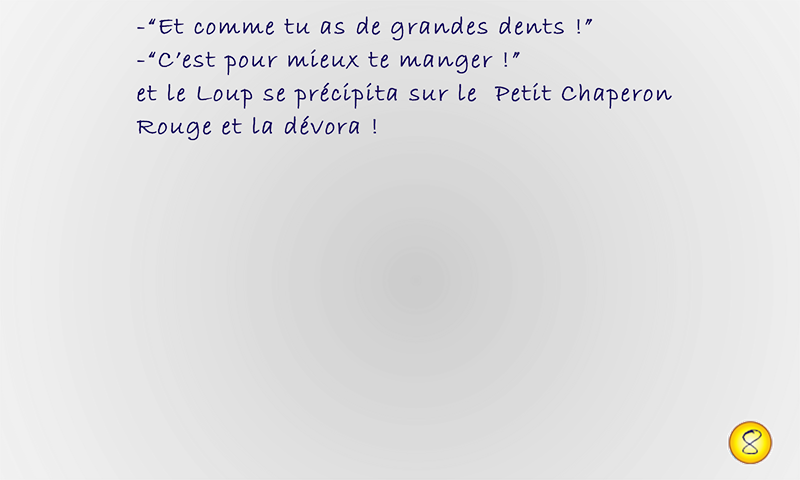 -“Et comme tu as de grandes dents !”
-“C’est pour mieux te manger !”
et le Loup se précipita sur le  Petit Chaperon
Rouge et la dévora !
8